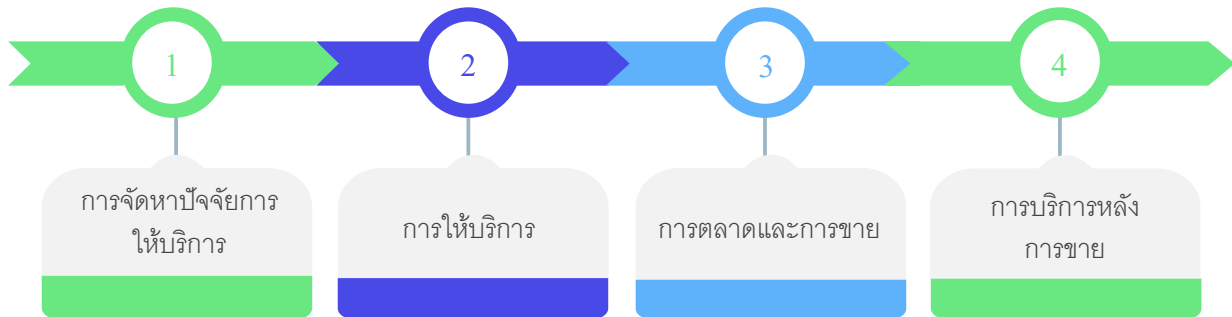 1
2
3
4
การจัดหาปัจจัยการ
ให้บริการ
การให้บริการ
การตลาดและการขาย
การบริการหลัง
การขาย